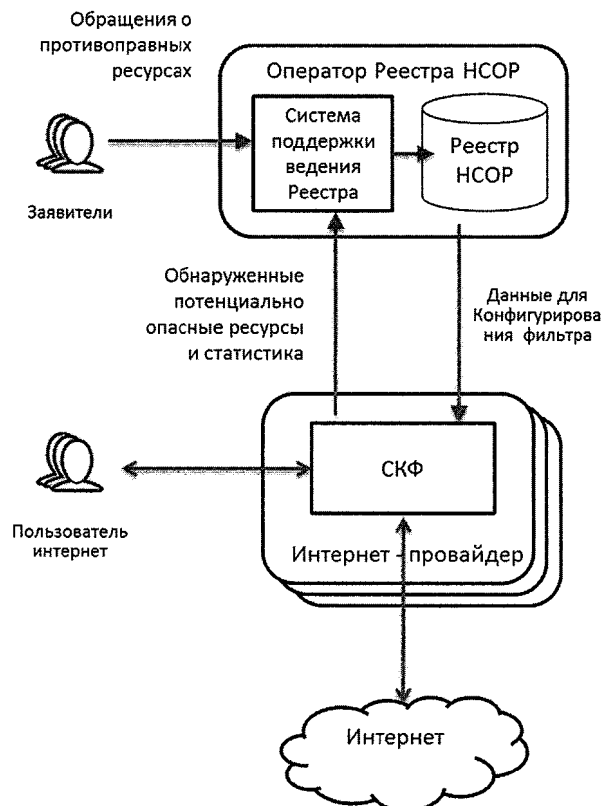 Обращения о
противоправных
ресурсах
Оператор Реестра НСОР
Система
поддержки
ведения
Реестра
Реестр
НСОР
Заявители
Обнаруженные
потенциально
опасные ресурсы
и статистика
Данные для
Конфигурирова
ния фильтра
СКФ
Пользователь
интернет
Интернет - провайдер
Интернет